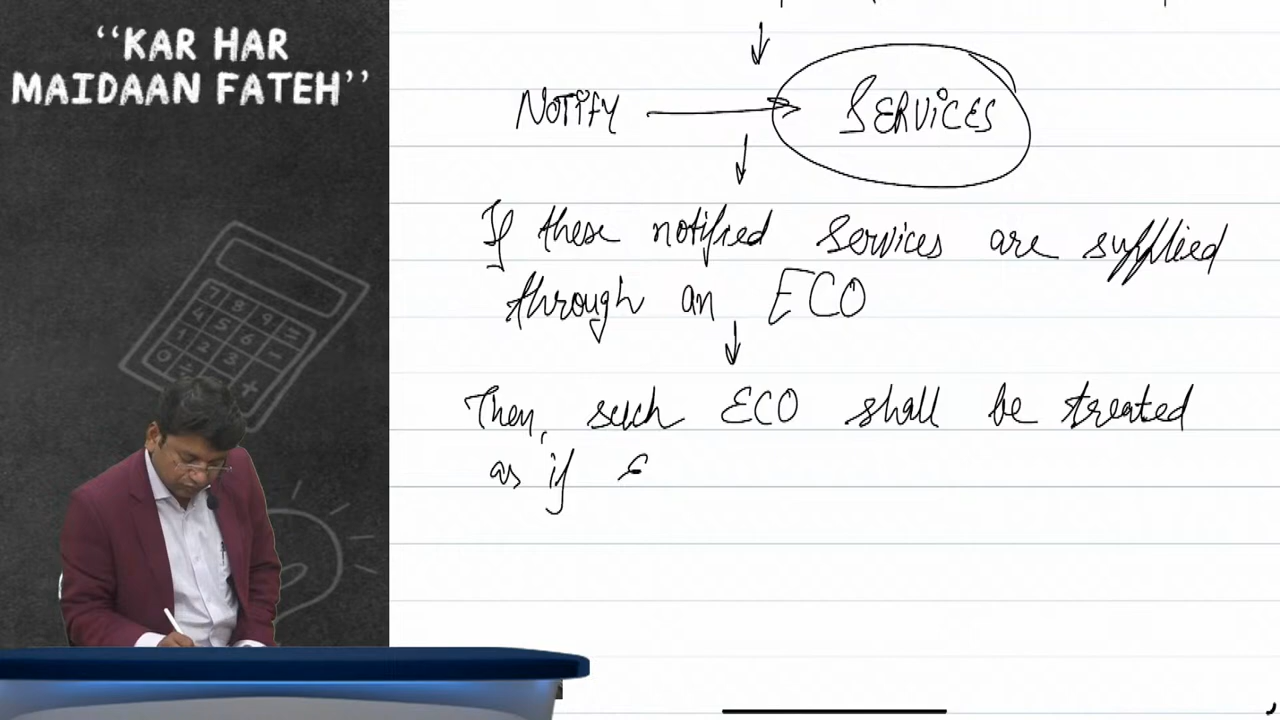 “KAR HAR
MAIDAAN FATEH”
NOTIFY → SERVICES
If these notified Services are supplied
through an ECO
Then, such ECO shall be treated
as if